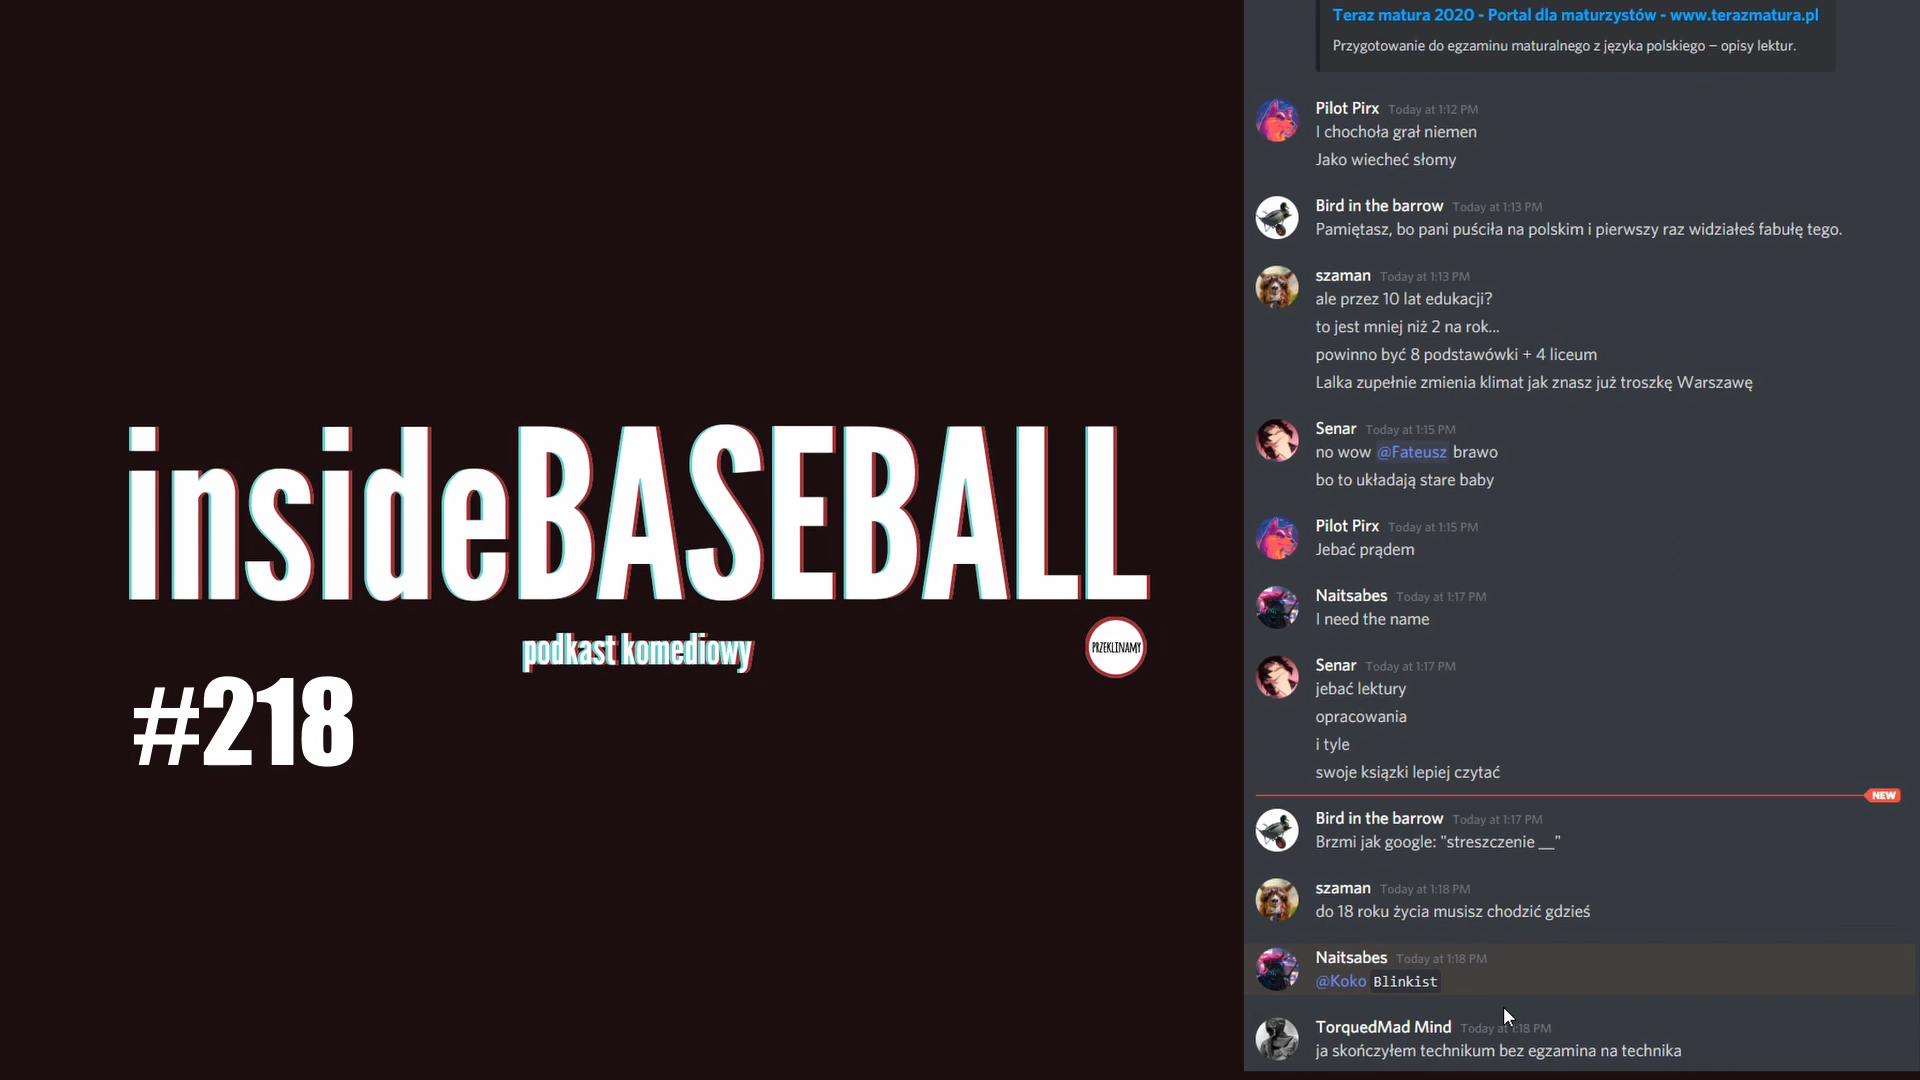 insideBASEBALL
podkast komediowy
PRZEKLINAMY
#218
Teraz matura 2020 - Portal dla maturzystów - www.terazmatura.pl
Przygotowanie do egzaminu maturalnego z języka polskiego – opisy lektur.
Pilot Pirx Today at 1:12 PM
I chochoła grał niemen
Jako wiecheć słomy
Bird in the barrow Today at 1:13 PM
Pamiętasz, bo pani puściła na polskim i pierwszy raz widziałeś fabułę tego.
szaman Today at 1:13 PM
ale przez 10 lat edukacji?
to jest mniej niż 2 na rok...
powinno być 8 podstawówki + 4 liceum
Lalka zupełnie zmienia klimat jak znasz już troszkę Warszawę
Senar Today at 1:15 PM
no wow @Fateusz brawo
bo to układają stare baby
Pilot Pirx Today at 1:15 PM
Jebać prądem
Naitsabes Today at 1:17 PM
I need the name
Senar Today at 1:17 PM
jebać lektury
opracowania
i tyle
swoje ksiązki lepiej czytać
NEW
Bird in the barrow Today at 1:17 PM
Brzmi jak google: "streszczenie __"
szaman Today at 1:18 PM
do 18 roku życia musisz chodzić gdzieś
Naitsabes Today at 1:18 PM
@Koko Blinkist
TorquedMad Mind Today at 1:18 PM
ja skończyłem technikum bez egzamina na technika